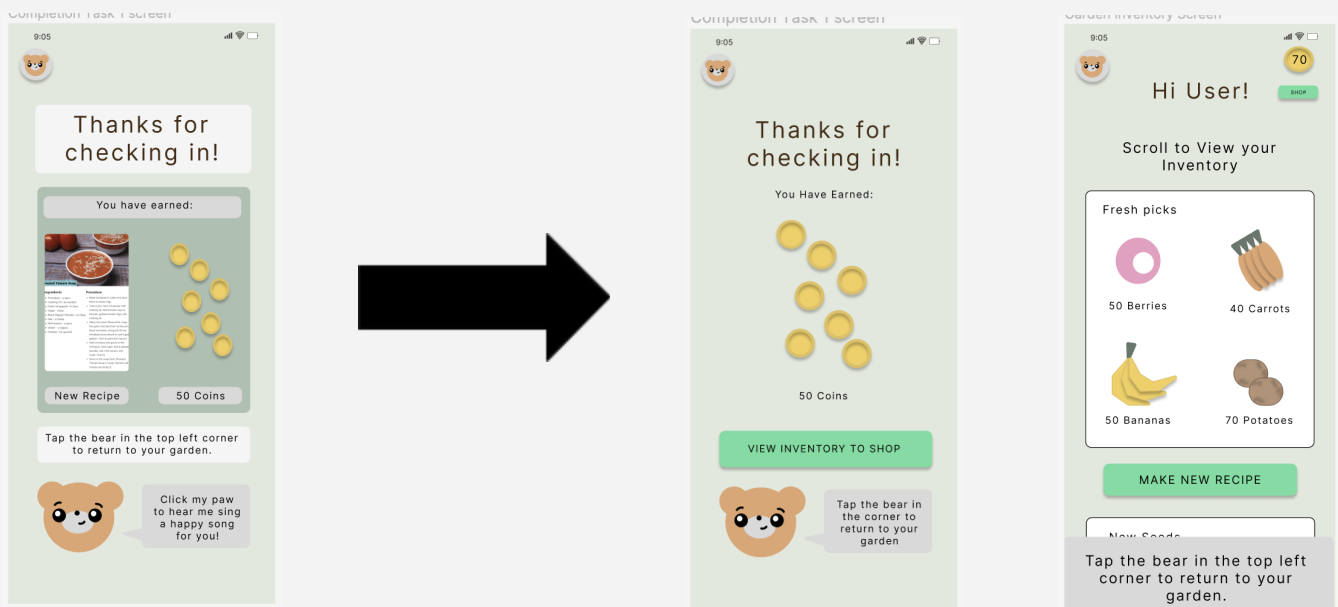 Completion Task 1 screen
9:05
Thanks for
checking in!
You have earned:
Ingredients
Procedure
New Recipe
50 Coins
Tap the bear in the top left corner
to return to your garden.
Click my paw
to hear me sing
a happy song
for you!
Completion Task 1 screen
9:05
Thanks for
checking in!
You Have Earned:
50 Coins
VIEW INVENTORY TO SHOP
Tap the bear in
the corner to
return to your
garden
Garden Inventory Screen
9:05
70
Hi User!
SHOP
Scroll to View your
Inventory
Fresh picks
50 Berries
40 Carrots
50 Bananas
70 Potatoes
MAKE NEW RECIPE
New Seeds
Tap the bear in the top left
corner to return to your
garden.